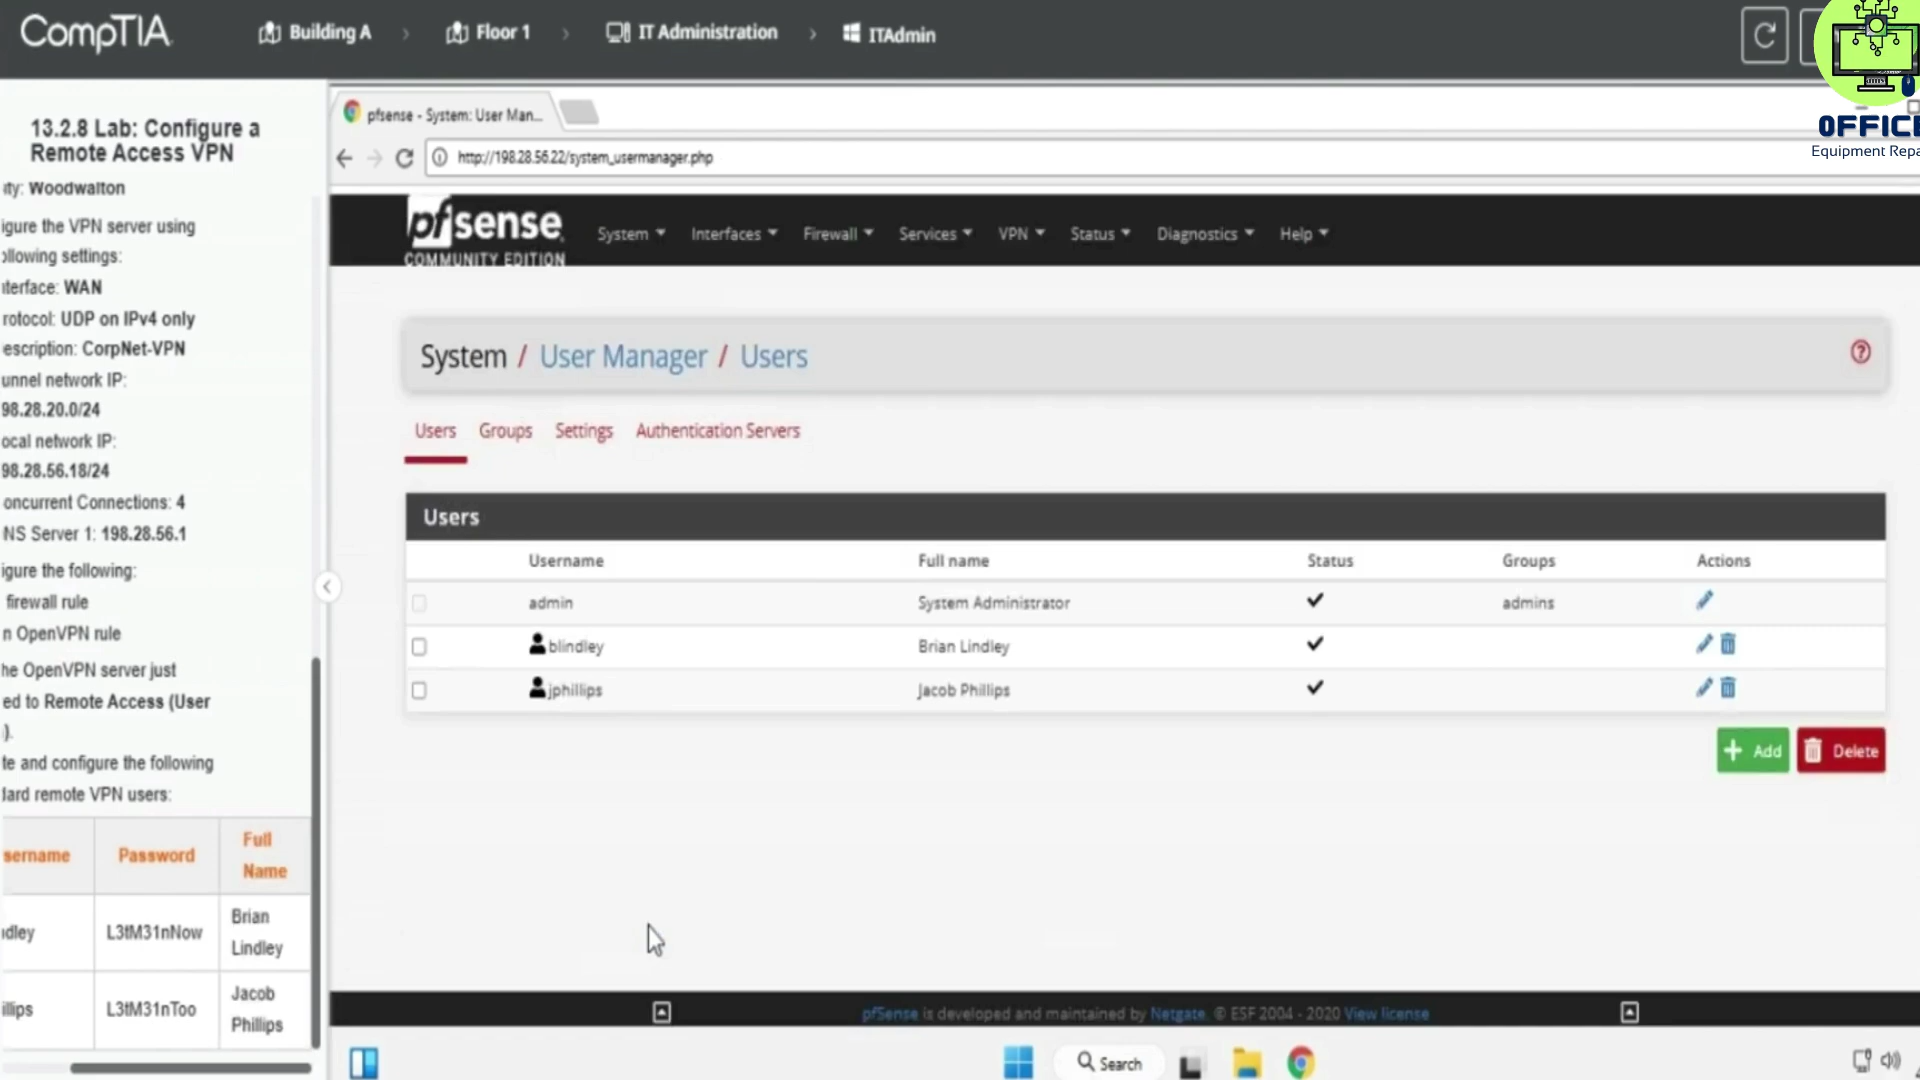 CompTIA
Building A > Floor 1 > IT Administration > ITAdmin
OFFICE
Equipment Repa
13.2.8 Lab: Configure a
Remote Access VPN
ity: Woodwalton
igure the VPN server using
ollowing settings:
nterface: WAN
rotocol: UDP on IPv4 only
escription: CorpNet-VPN
unnel network IP:
98.28.20.0/24
ocal network IP:
98.28.56.18/24
oncurrent Connections: 4
NS Server 1: 198.28.56.1
igure the following:
firewall rule
n OpenVPN rule
he OpenVPN server just
ed to Remote Access (User
).
te and configure the following
dard remote VPN users:
sername Password Full Name
dley L3tM31nNow Brian Lindley
illips L3tM31nToo Jacob Phillips
pfsense - System: User Man...
http://198.28.56.22/system_usermanager.php
pfsense COMMUNITY EDITION
System Interfaces Firewall Services VPN Status Diagnostics Help
System / User Manager / Users
Users Groups Settings Authentication Servers
Users
Username Full name Status Groups Actions
admin System Administrator admins
blindley Brian Lindley
jphillips Jacob Phillips
+ Add Delete
pfSense is developed and maintained by Netgate. © ESF 2004 - 2020 View license
Search